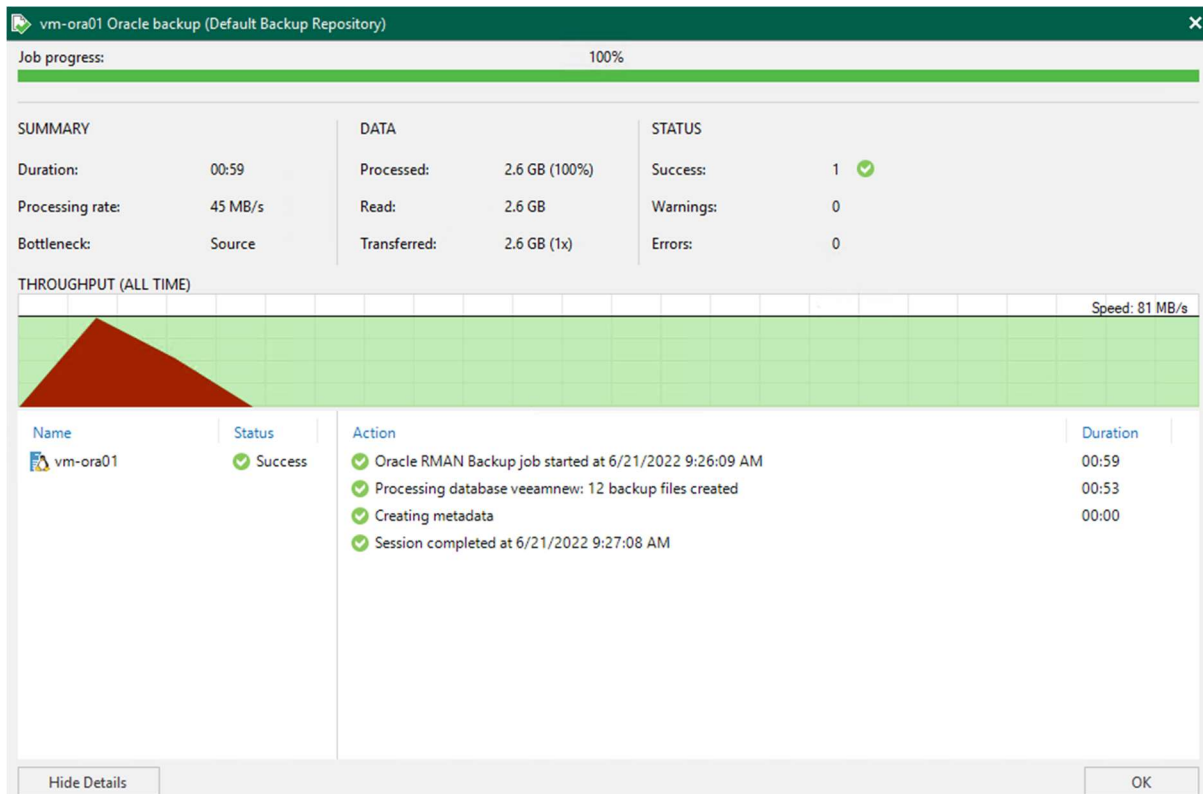 vm-ora01 Oracle backup (Default Backup Repository)
Job progress: 100%
SUMMARY DATA STATUS
Duration: 00:59 Processed: 2.6 GB (100%) Success: 1
Processing rate: 45 MB/s Read: 2.6 GB Warnings: 0
Bottleneck: Source Transferred: 2.6 GB (1x) Errors: 0
THROUGHPUT (ALL TIME)
Speed: 81 MB/s
Name Status Action Duration
vm-ora01 Success Oracle RMAN Backup job started at 6/21/2022 9:26:09 AM 00:59
Processing database veeamnew: 12 backup files created 00:53
Creating metadata 00:00
Session completed at 6/21/2022 9:27:08 AM
Hide Details OK